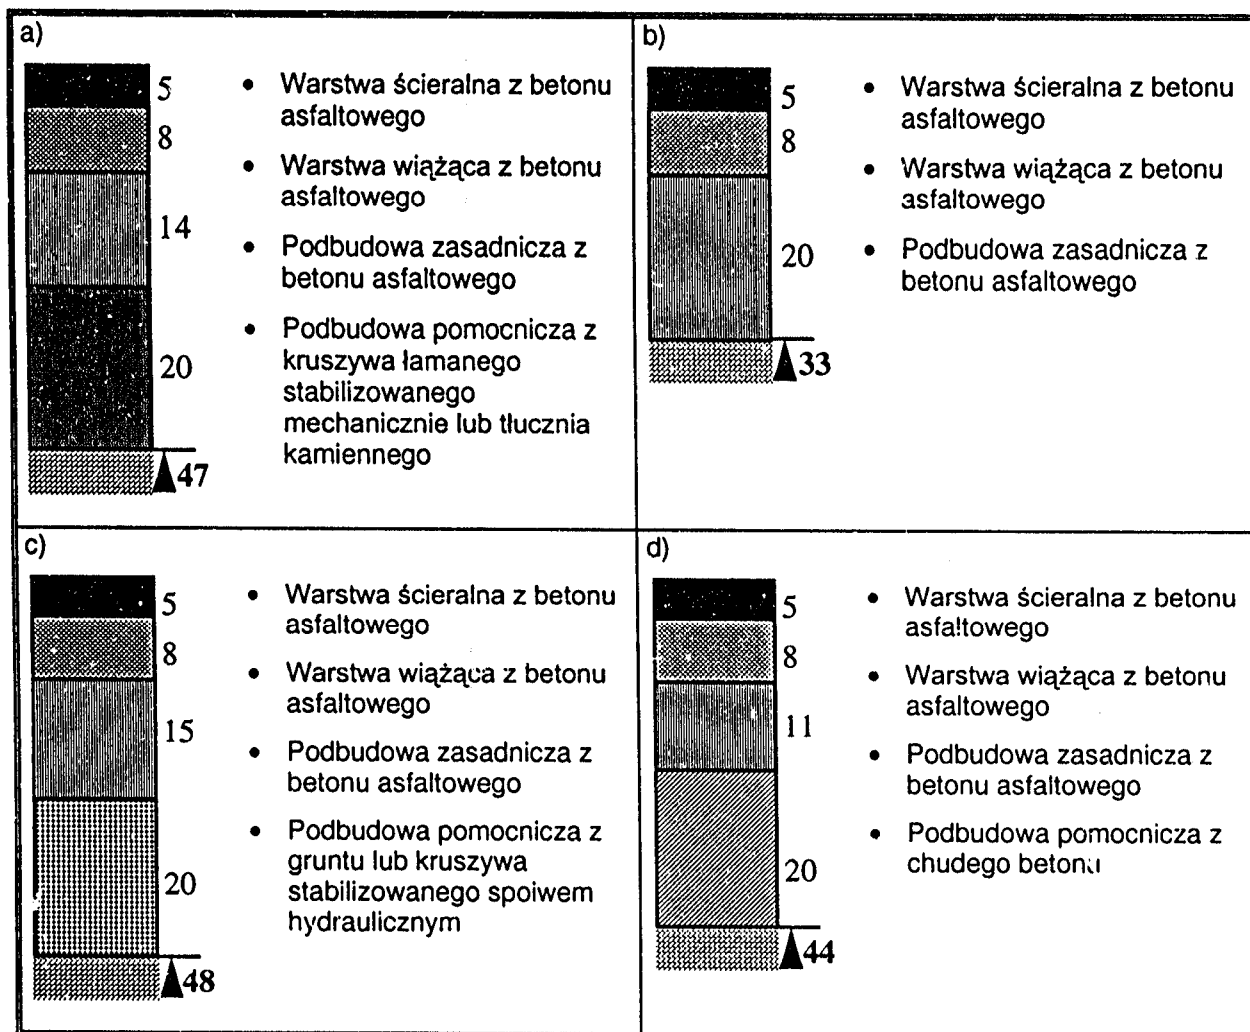 a)
5
8
14
20
47
• Warstwa ścieralna z betonu
asfaltowego
• Warstwa wiążąca z betonu
asfaltowego
• Podbudowa zasadnicza z
betonu asfaltowego
• Podbudowa pomocnicza z
kruszywa łamanego
stabilizowanego
mechanicznie lub tłucznia
kamiennego
b)
5
8
20
33
• Warstwa ścieralna z betonu
asfaltowego
• Warstwa wiążąca z betonu
asfaltowego
• Podbudowa zasadnicza z
betonu asfaltowego
c)
5
8
15
20
48
• Warstwa ścieralna z betonu
asfaltowego
• Warstwa wiążąca z betonu
asfaltowego
• Podbudowa zasadnicza z
betonu asfaltowego
• Podbudowa pomocnicza z
gruntu lub kruszywa
stabilizowanego spoiwem
hydraulicznym
d)
5
8
11
20
44
• Warstwa ścieralna z betonu
asfaltowego
• Warstwa wiążąca z betonu
asfaltowego
• Podbudowa zasadnicza z
betonu asfaltowego
• Podbudowa pomocnicza z
chudego betonu